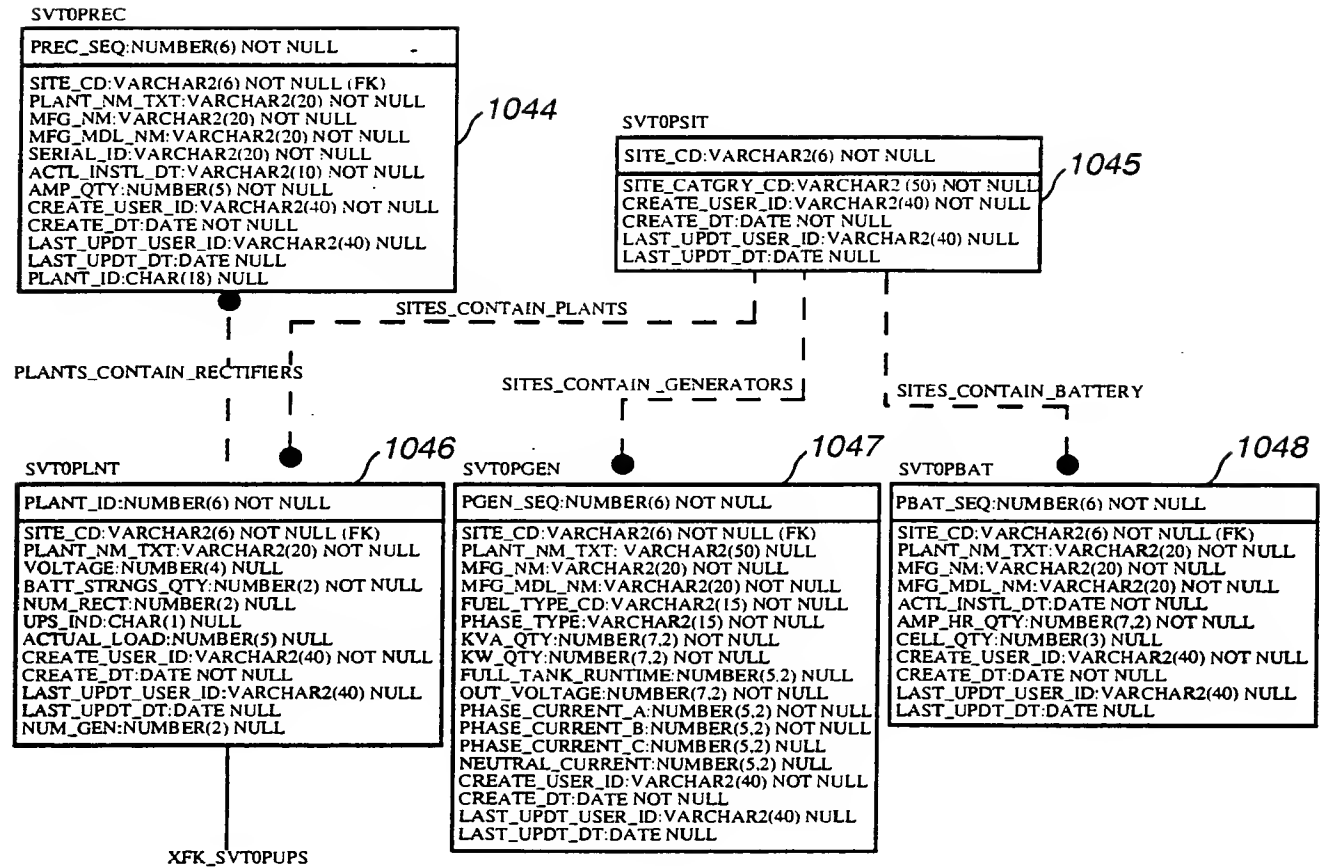 SVT0PREC
PREC_SEQ:NUMBER(6) NOT NULL
SITE_CD:VARCHAR2(6) NOT NULL (FK)
PLANT_NM_TXT:VARCHAR2(20) NOT NULL
MFG_NM:VARCHAR2(20) NOT NULL
MFG_MDL_NM:VARCHAR2(20) NOT NULL
SERIAL_ID:VARCHAR2(20) NOT NULL
ACTL_INSTL_DT:VARCHAR2(10) NOT NULL
AMP_QTY:NUMBER(5) NOT NULL
CREATE_USER_ID:VARCHAR2(40) NOT NULL
CREATE_DT:DATE NOT NULL
LAST_UPDT_USER_ID:VARCHAR2(40) NULL
LAST_UPDT_DT:DATE NULL
PLANT_ID:CHAR(18) NULL
1044
SVT0PSIT
SITE_CD:VARCHAR2(6) NOT NULL
SITE_CATGRY_CD:VARCHAR2 (50) NOT NULL
CREATE_USER_ID:VARCHAR2(40) NOT NULL
CREATE_DT:DATE NOT NULL
LAST_UPDT_USER_ID:VARCHAR2(40) NULL
LAST_UPDT_DT:DATE NULL
1045
SITES_CONTAIN_PLANTS
PLANTS_CONTAIN_RECTIFIERS
SITES_CONTAIN_GENERATORS
SITES_CONTAIN_BATTERY
SVT0PLNT
1046
PLANT_ID:NUMBER(6) NOT NULL
SITE_CD:VARCHAR2(6) NOT NULL (FK)
PLANT_NM_TXT:VARCHAR2(20) NOT NULL
VOLTAGE:NUMBER(4) NULL
BATT_STRNGS_QTY:NUMBER(2) NOT NULL
NUM_RECT:NUMBER(2) NULL
UPS_IND:CHAR(1) NULL
ACTUAL_LOAD:NUMBER(5) NULL
CREATE_USER_ID:VARCHAR2(40) NOT NULL
CREATE_DT:DATE NOT NULL
LAST_UPDT_USER_ID:VARCHAR2(40) NULL
LAST_UPDT_DT:DATE NULL
NUM_GEN:NUMBER(2) NULL
XFK_SVT0PUPS
SVT0PGEN
1047
PGEN_SEQ:NUMBER(6) NOT NULL
SITE_CD:VARCHAR2(6) NOT NULL (FK)
PLANT_NM_TXT: VARCHAR2(50) NULL
MFG_NM:VARCHAR2(20) NOT NULL
MFG_MDL_NM:VARCHAR2(20) NOT NULL
FUEL_TYPE_CD:VARCHAR2(15) NOT NULL
PHASE_TYPE:VARCHAR2(15) NOT NULL
KVA_QTY:NUMBER(7,2) NOT NULL
KW_QTY:NUMBER(7,2) NOT NULL
FULL_TANK_RUNTIME:NUMBER(5,2) NULL
OUT_VOLTAGE:NUMBER(7,2) NOT NULL
PHASE_CURRENT_A:NUMBER(5,2) NOT NULL
PHASE_CURRENT_B:NUMBER(5,2) NOT NULL
PHASE_CURRENT_C:NUMBER(5,2) NULL
NEUTRAL_CURRENT:NUMBER(5,2) NULL
CREATE_USER_ID:VARCHAR2(40) NOT NULL
CREATE_DT:DATE NOT NULL
LAST_UPDT_USER_ID:VARCHAR2(40) NULL
LAST_UPDT_DT:DATE NULL
SVT0PBAT
1048
PBAT_SEQ:NUMBER(6) NOT NULL
SITE_CD:VARCHAR2(6) NOT NULL (FK)
PLANT_NM_TXT:VARCHAR2(20) NOT NULL
MFG_NM:VARCHAR2(20) NOT NULL
MFG_MDL_NM:VARCHAR2(20) NOT NULL
ACTL_INSTL_DT:DATE NOT NULL
AMP_HR_QTY:NUMBER(7,2) NOT NULL
CELL_QTY:NUMBER(3) NULL
CREATE_USER_ID:VARCHAR2(40) NOT NULL
CREATE_DT:DATE NOT NULL
LAST_UPDT_USER_ID:VARCHAR2(40) NULL
LAST_UPDT_DT:DATE NULL